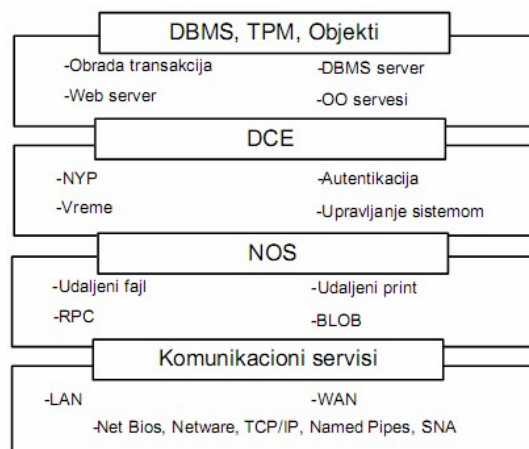 DBMS, TPM, Objekti
-Obrada transakcija -DBMS server
-Web server -OO servesi
DCE
-NYP -Autentikacija
-Vreme -Upravljanje sistemom
NOS
-Udaljeni fajl -Udaljeni print
-RPC -BLOB
Komunikacioni servisi
-LAN -WAN
-Net Bios, Netware, TCP/IP, Named Pipes, SNA